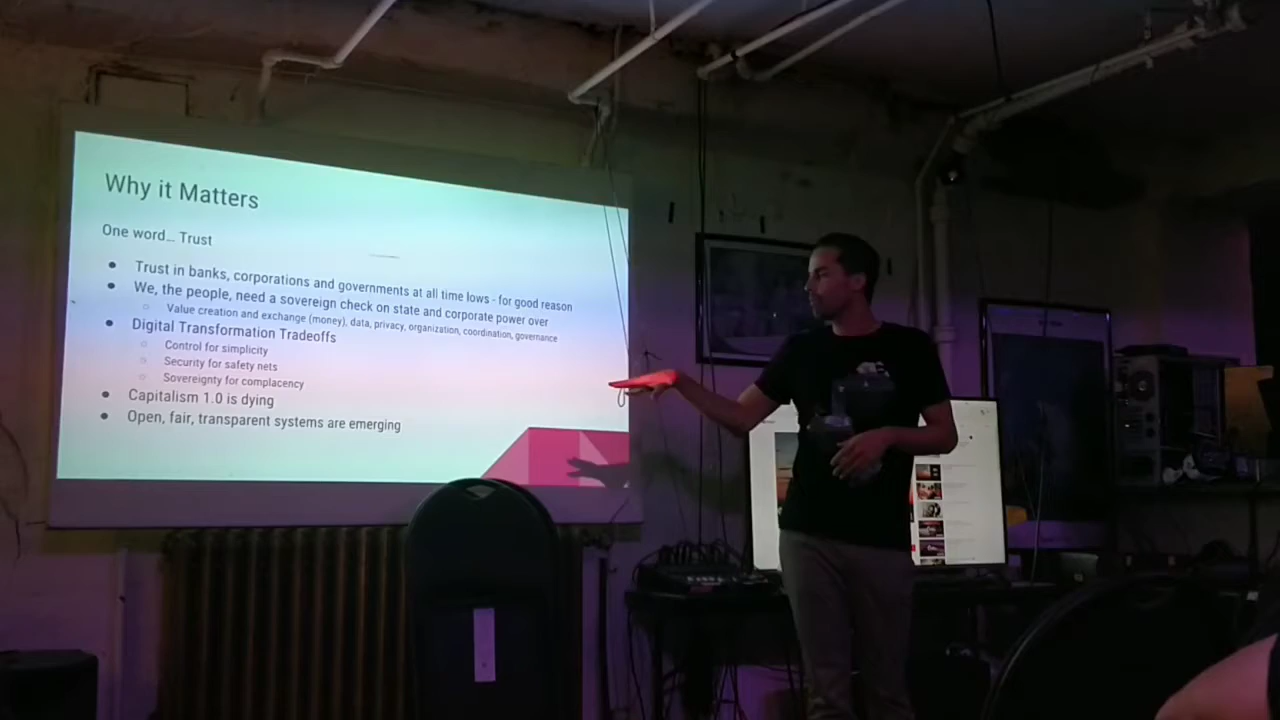 Why it Matters
One word… Trust
● Trust in banks, corporations and governments at all time lows - for good reason
● We, the people, need a sovereign check on state and corporate power over
○ Value creation and exchange (money), data, privacy, organization, coordination, governance
● Digital Transformation Tradeoffs
○ Control for simplicity
○ Security for safety nets
○ Sovereignty for complacency
● Capitalism 1.0 is dying
● Open, fair, transparent systems are emerging